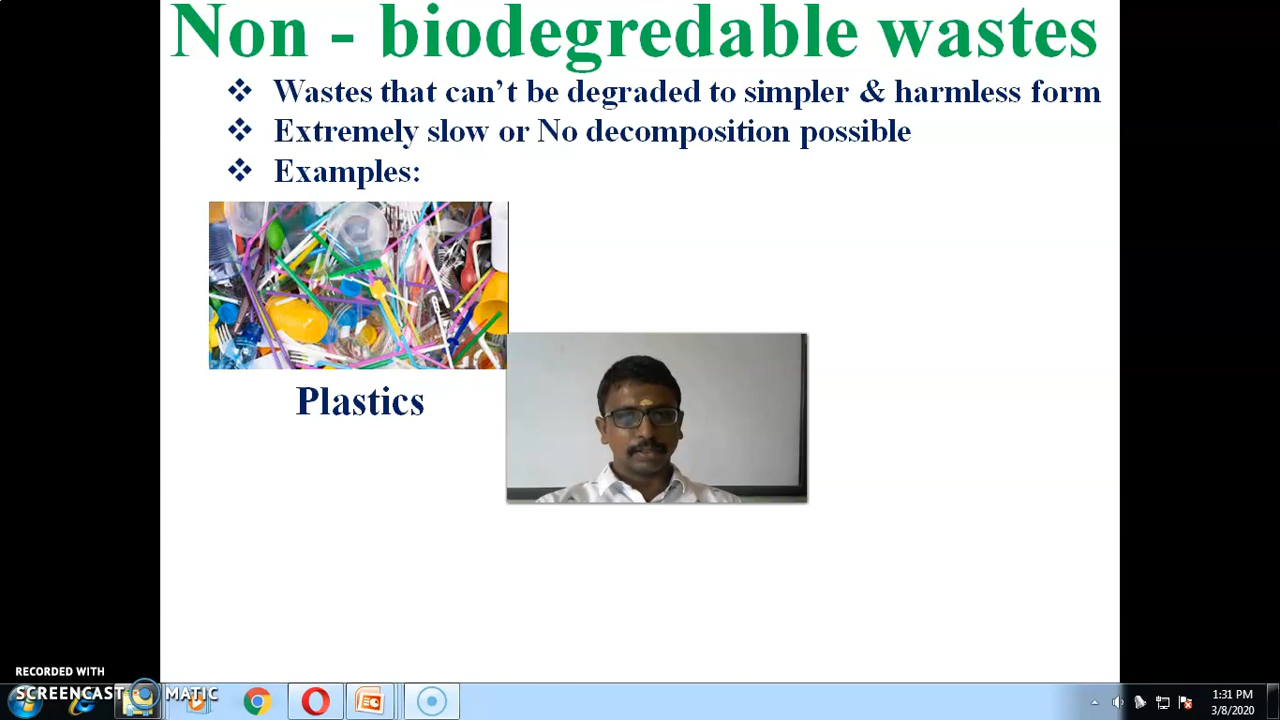 Non - biodegredable wastes
❖ Wastes that can’t be degraded to simpler & harmless form
❖ Extremely slow or No decomposition possible
❖ Examples:
Plastics
RECORDED WITH
SCREENCAST MATIC
1:31 PM
3/8/2020